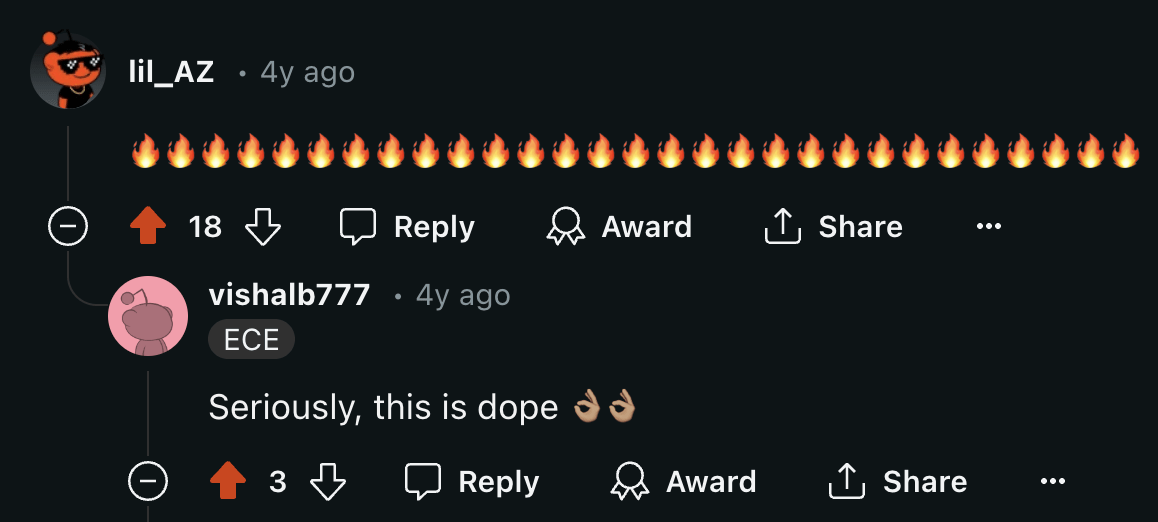 lil_AZ • 4y ago
🔥🔥🔥🔥🔥🔥🔥🔥🔥🔥🔥🔥🔥🔥🔥🔥🔥🔥🔥🔥🔥🔥🔥🔥🔥🔥🔥🔥🔥
18 Reply Award Share ...
vishalb777 • 4y ago
ECE
Seriously, this is dope 👌🏽👌🏽
3 Reply Award Share ...